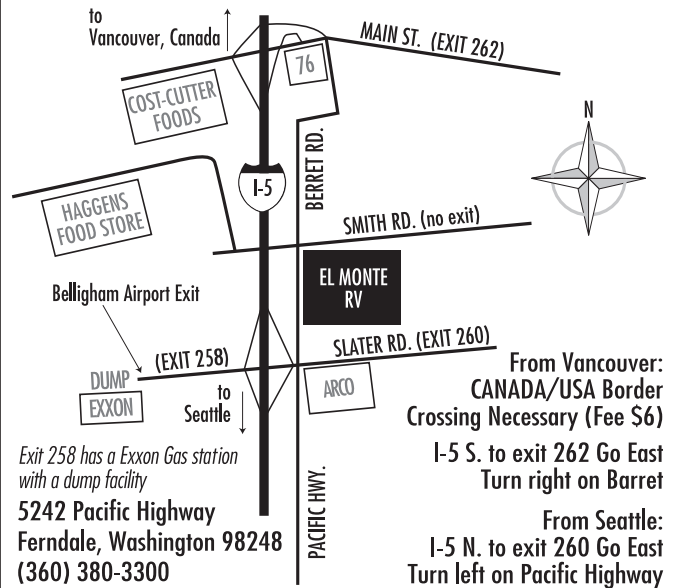 to
Vancouver, Canada
MAIN ST. (EXIT 262)
76
COST-CUTTER
FOODS
BERRET RD.
N
I-5
HAGGENS
FOOD STORE
SMITH RD. (no exit)
EL MONTE
RV
Belligham Airport Exit
(EXIT 258)
SLATER RD. (EXIT 260)
DUMP
EXXON
to
Seattle
ARCO
PACIFIC HWY.
Exit 258 has a Exxon Gas station
with a dump facility
5242 Pacific Highway
Ferndale, Washington 98248
(360) 380-3300
From Vancouver:
CANADA/USA Border
Crossing Necessary (Fee $6)
I-5 S. to exit 262 Go East
Turn right on Barret
From Seattle:
I-5 N. to exit 260 Go East
Turn left on Pacific Highway